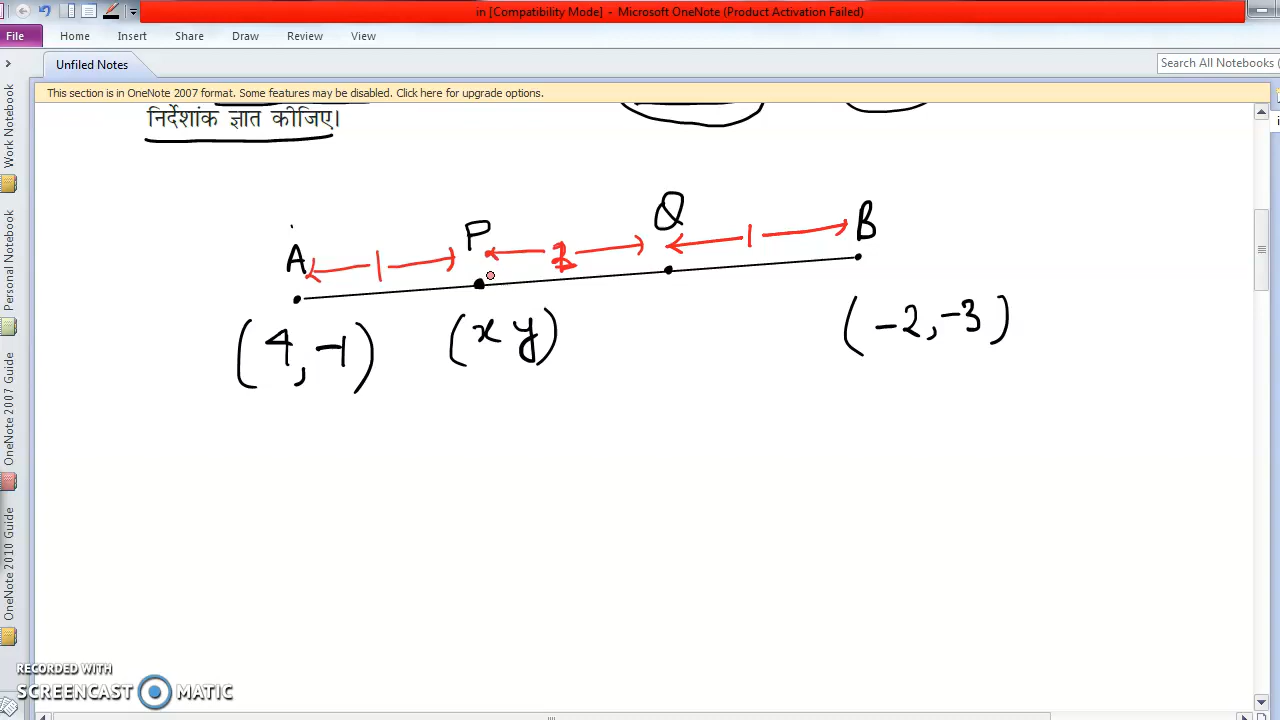 in [Compatibility Mode] - Microsoft OneNote (Product Activation Failed)
File Home Insert Share Draw Review View
Unfiled Notes
Search All Notebooks (
This section is in OneNote 2007 format. Some features may be disabled. Click here for upgrade options.
निर्देशांक ज्ञात कीजिए।
A 1 P Q 1 B
(4, -1) (x y) (-2, -3)
Work Notebook
Personal Notebook
OneNote 2007 Guide
OneNote 2010 Guide
RECORDED WITH
SCREENCAST MATIC